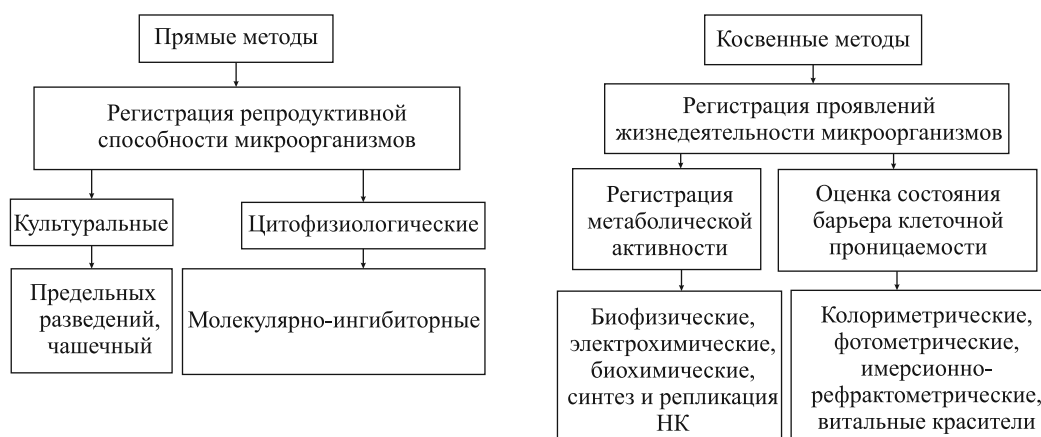 Прямые методы
Регистрация репродуктивной
способности микроорганизмов
Культуральные
Цитофизиологические
Предельных
разведений,
чашечный
Молекулярно-ингибиторные
Косвенные методы
Регистрация проявлений
жизнедеятельности микроорганизмов
Регистрация
метаболической
активности
Оценка состояния
барьера клеточной
проницаемости
Биофизические,
электрохимические,
биохимические,
синтез и репликация
НК
Колориметрические,
фотометрические,
имерсионно-
рефрактометрические,
витальные красители